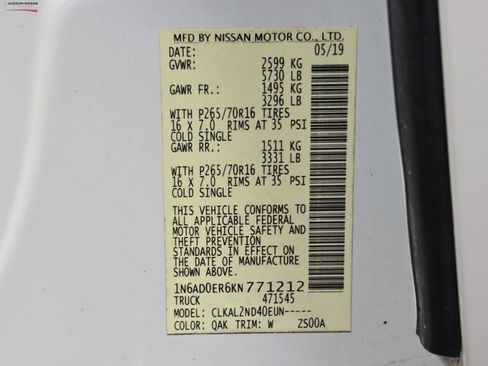 HUDSON NISSAN
MFD BY NISSAN MOTOR CO., LTD.
DATE: 05/19
GVWR: 2599 KG
5730 LB
GAWR FR.: 1495 KG
3296 LB
WITH P265/70R16 TIRES
16 X 7.0 RIMS AT 35 PSI
COLD SINGLE
GAWR RR.: 1511 KG
3331 LB
WITH P265/70R16 TIRES
16 X 7.0 RIMS AT 35 PSI
COLD SINGLE
THIS VEHICLE CONFORMS TO
ALL APPLICABLE FEDERAL
MOTOR VEHICLE SAFETY AND
THEFT PREVENTION
STANDARDS IN EFFECT ON
THE DATE OF MANUFACTURE
SHOWN ABOVE.
1N6AD0ER6KN771212
TRUCK 471545
MODEL: CLKAL2ND40EUN-----
COLOR: QAK TRIM: W ZS00A